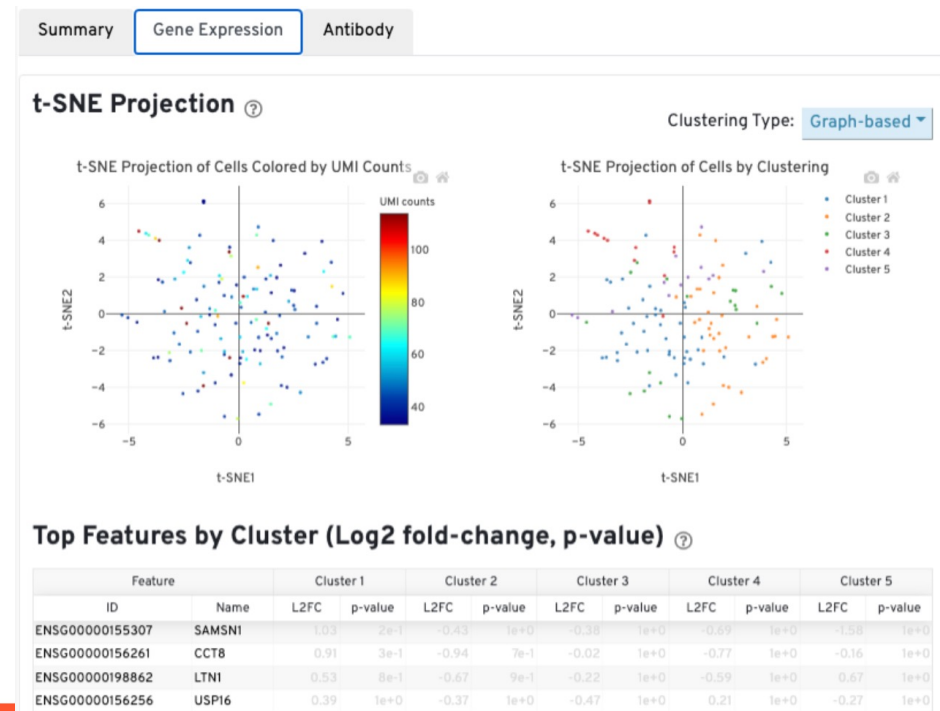 Summary Gene Expression Antibody
t-SNE Projection ?
Clustering Type: Graph-based
t-SNE Projection of Cells Colored by UMI Counts
t-SNE Projection of Cells by Clustering
UMI counts
100
80
60
40
6
4
2
0
−2
−4
−6
−5 0 5
t-SNE2
t-SNE1
6
4
2
0
−2
−4
−6
−5 0 5
t-SNE2
t-SNE1
Cluster 1
Cluster 2
Cluster 3
Cluster 4
Cluster 5
Top Features by Cluster (Log2 fold-change, p-value) ?
Feature Cluster 1 Cluster 2 Cluster 3 Cluster 4 Cluster 5
ID Name L2FC p-value L2FC p-value L2FC p-value L2FC p-value L2FC p-value
ENSG00000155307 SAMSN1 1.03 2e-1 -0.43 1e+0 -0.38 1e+0 -0.69 1e+0 -1.58 1e+0
ENSG00000156261 CCT8 0.91 3e-1 -0.94 7e-1 -0.02 1e+0 -0.77 1e+0 -0.16 1e+0
ENSG00000198862 LTN1 0.53 8e-1 -0.67 9e-1 -0.22 1e+0 -0.59 1e+0 0.67 1e+0
ENSG00000156256 USP16 0.39 1e+0 -0.37 1e+0 -0.47 1e+0 0.21 1e+0 -0.27 1e+0